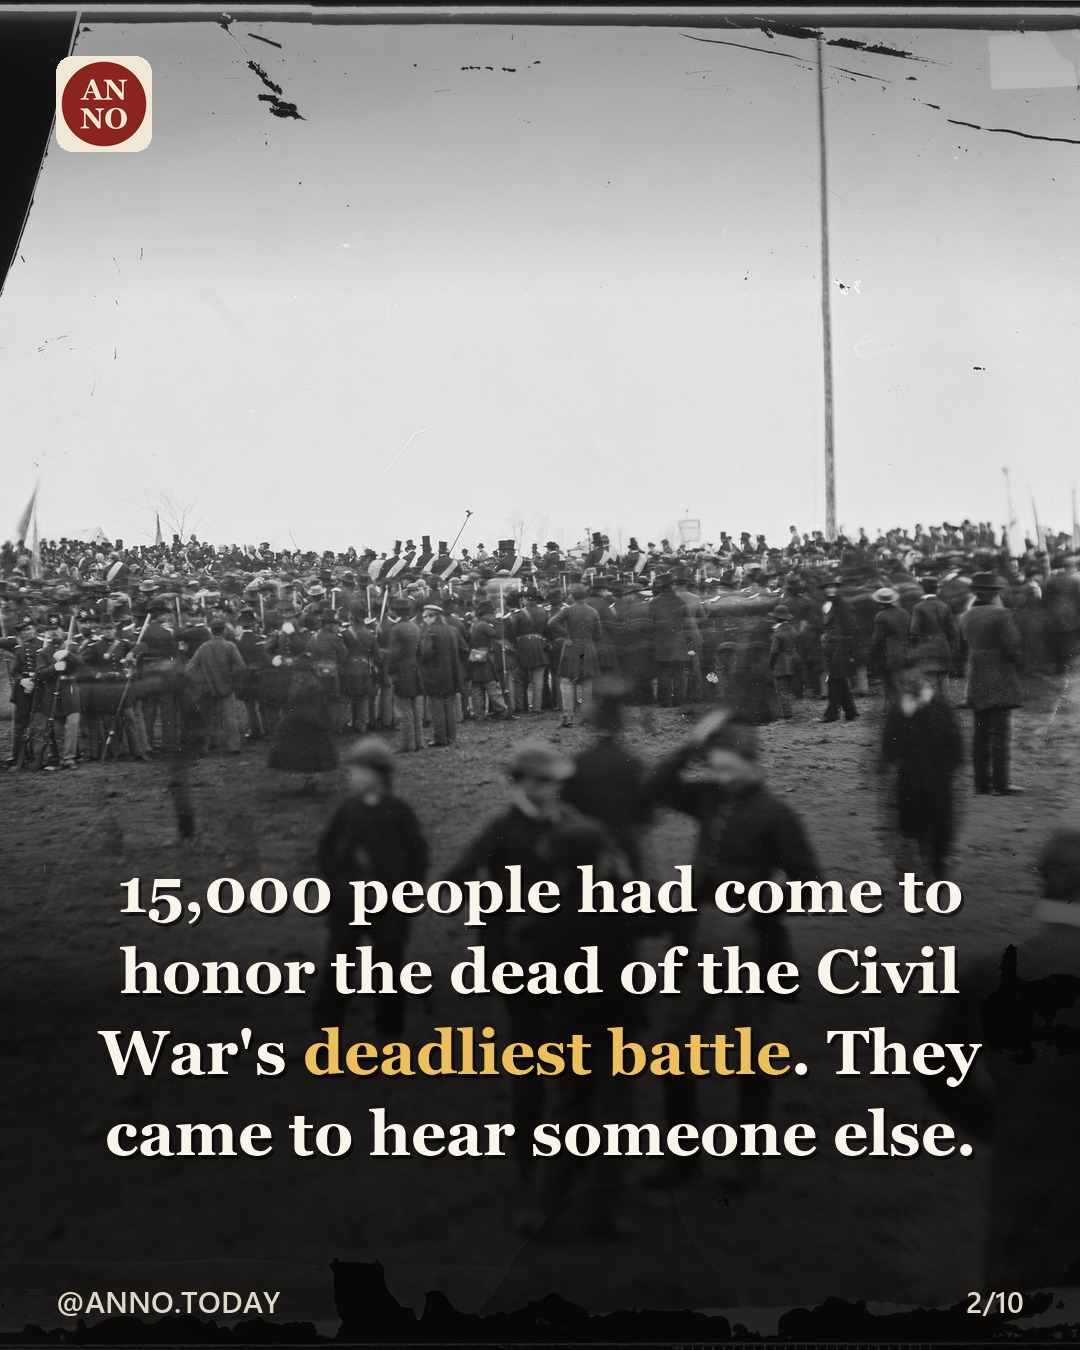 AN
NO
15,000 people had come to
honor the dead of the Civil
War's deadliest battle. They
came to hear someone else.
@ANNO.TODAY
2/10